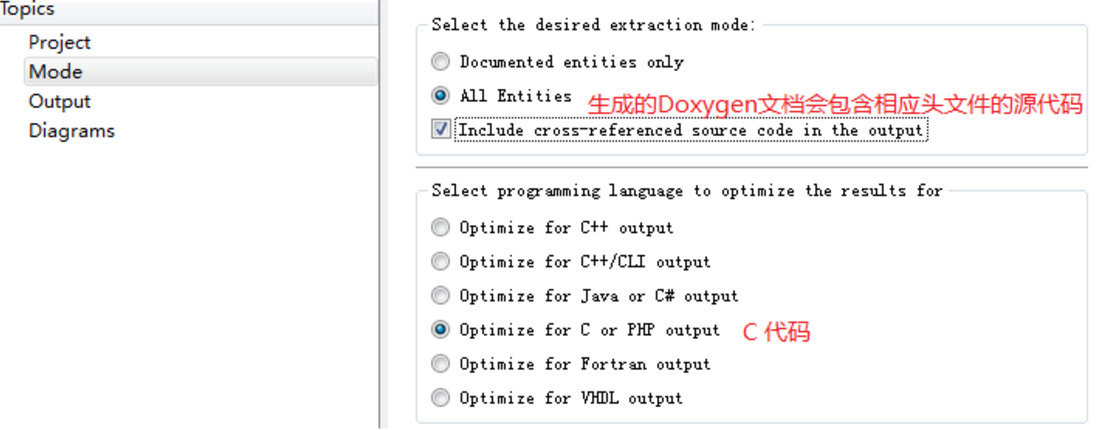 Topics
Project
Mode
Output
Diagrams
Select the desired extraction mode:
Documented entities only
All Entities 生成的Doxygen文档会包含相应头文件的源代码
Include cross-referenced source code in the output
Select programming language to optimize the results for
Optimize for C++ output
Optimize for C++/CLI output
Optimize for Java or C# output
Optimize for C or PHP output C 代码
Optimize for Fortran output
Optimize for VHDL output